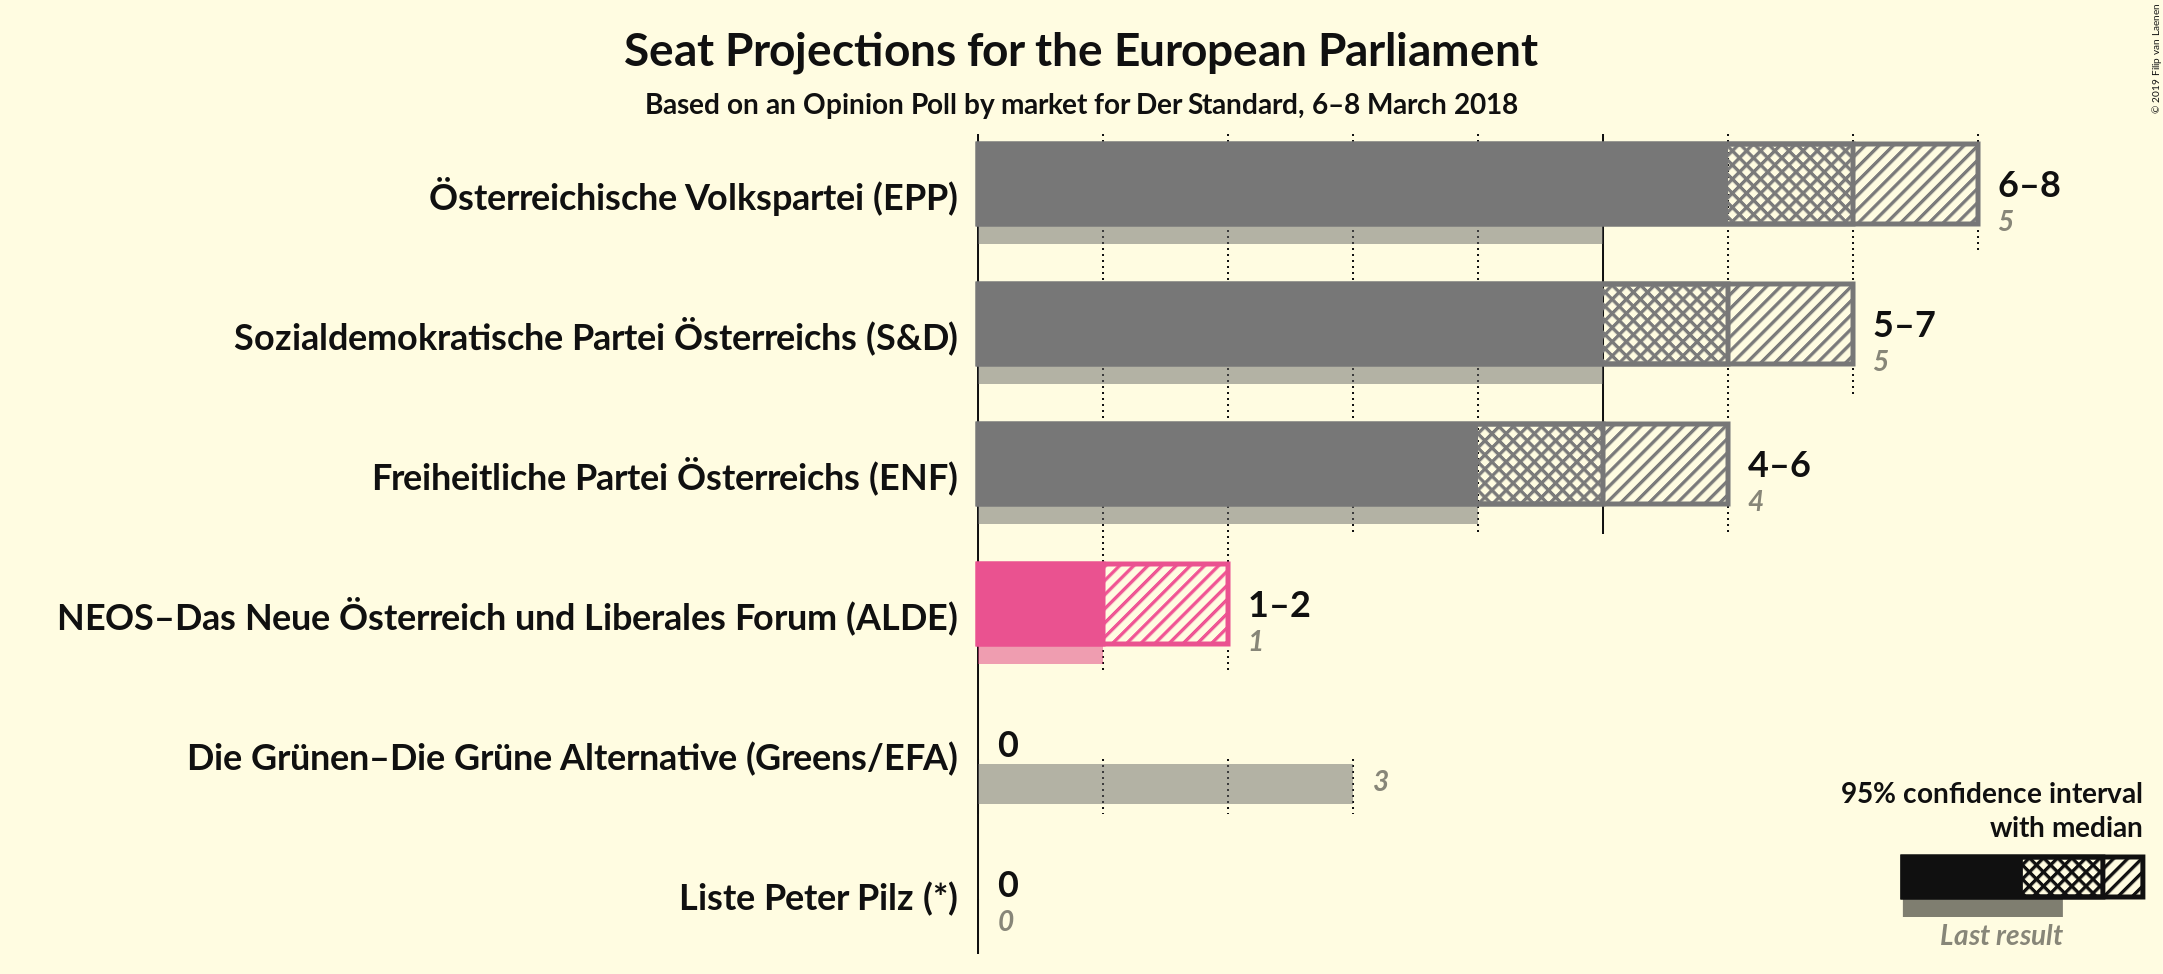 Seat Projections for the European Parliament
Based on an Opinion Poll by market for Der Standard, 6–8 March 2018
© 2019 Filip van Laenen
Österreichische Volkspartei (EPP)
6–8
5
Sozialdemokratische Partei Österreichs (S&D)
5–7
5
Freiheitliche Partei Österreichs (ENF)
4–6
4
NEOS–Das Neue Österreich und Liberales Forum (ALDE)
1–2
1
Die Grünen–Die Grüne Alternative (Greens/EFA)
0
3
Liste Peter Pilz (*)
0
0
95% confidence interval
with median
Last result